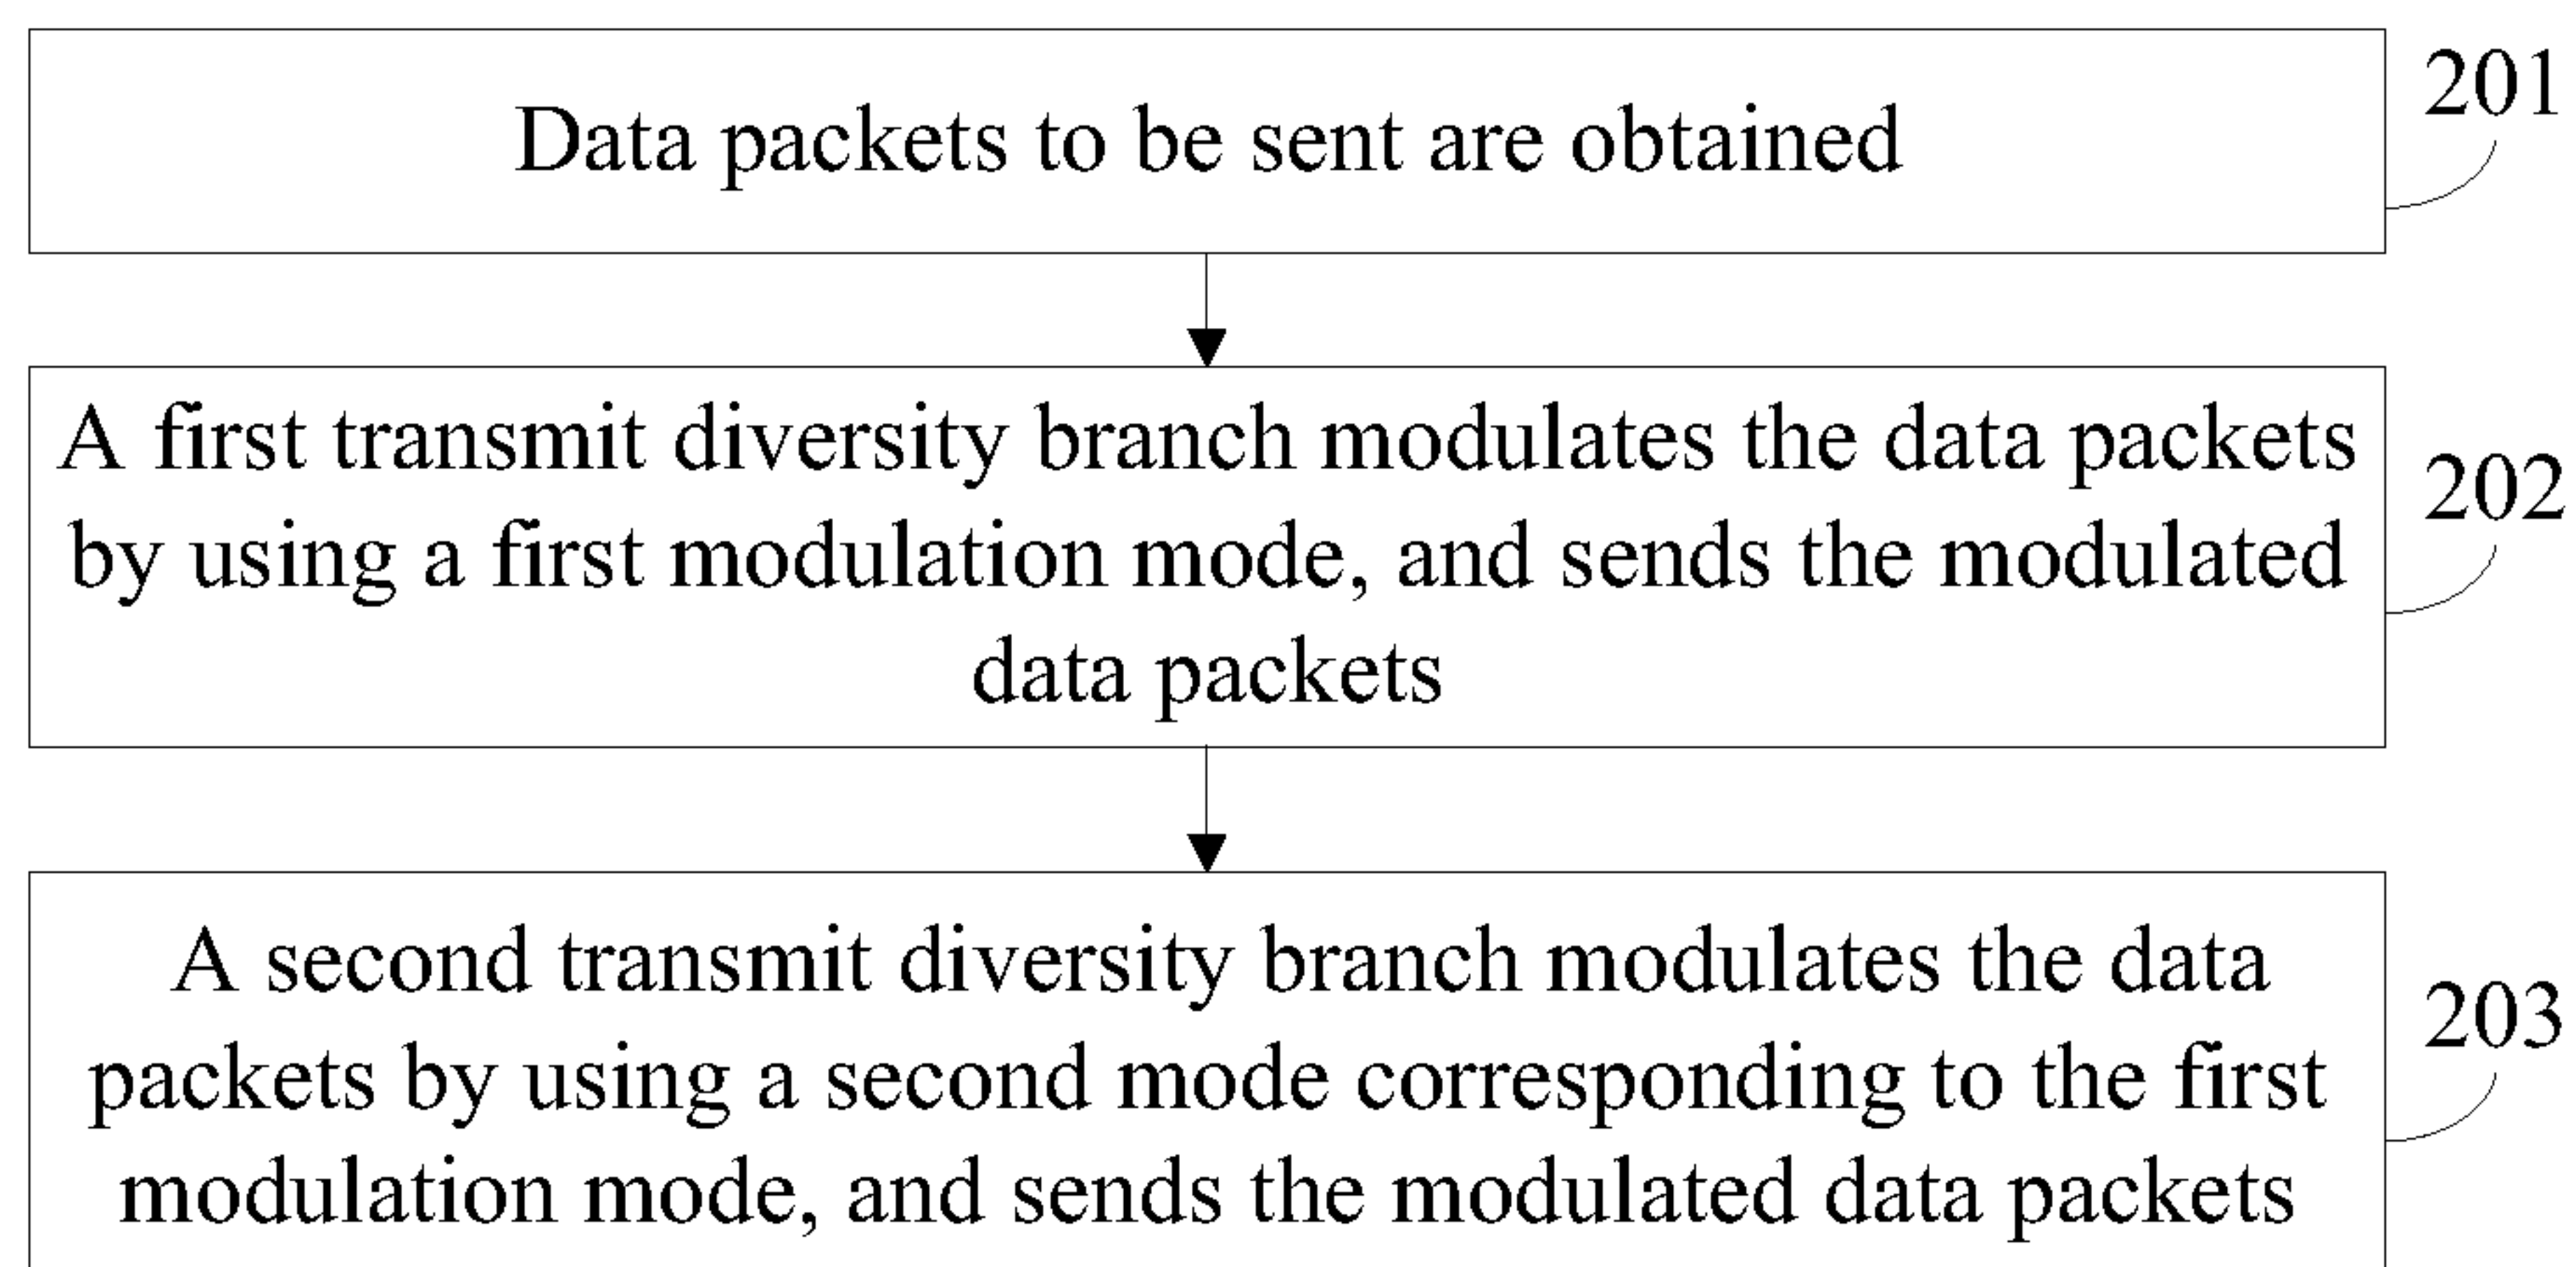 Data packets to be sent are obtained
201
A first transmit diversity branch modulates the data packets
by using a first modulation mode, and sends the modulated
data packets
202
A second transmit diversity branch modulates the data
packets by using a second mode corresponding to the first
modulation mode, and sends the modulated data packets
203